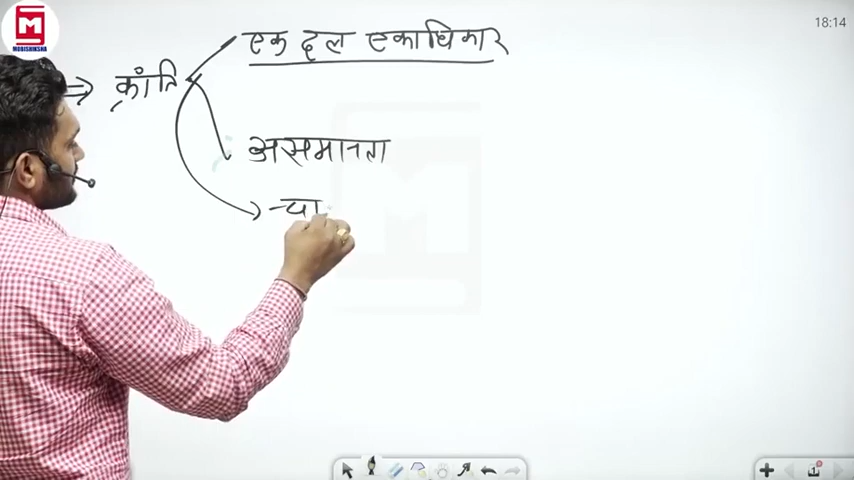 MOBISHIKSHA
18:14
एक दल एकाधिकार
⇒ क्रांति
असमानता
न्या